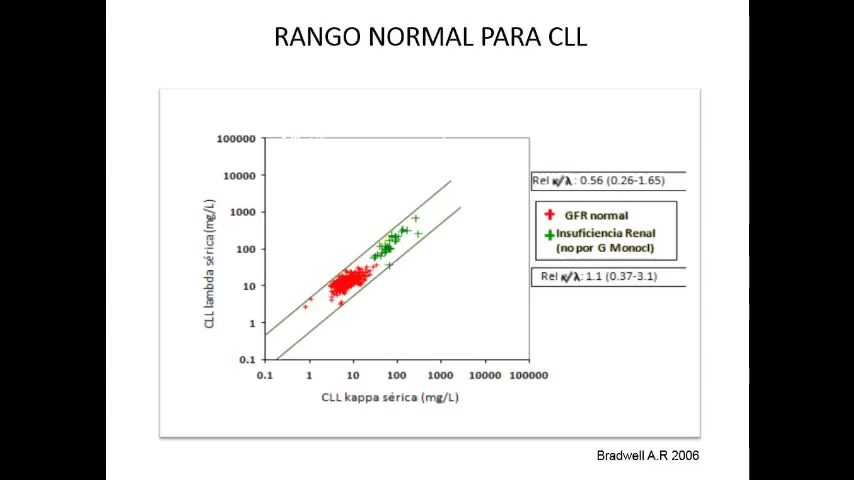 RANGO NORMAL PARA CLL
100000
10000
1000
100
10
1
0.1
CLL lambda sérica (mg/L)
0.1 1 10 100 1000 10000 100000
CLL kappa sérica (mg/L)
Rel κ/λ: 0.56 (0.26-1.65)
GFR normal
Insuficiencia Renal
(no por G Monocl)
Rel κ/λ: 1.1 (0.37-3.1)
Bradwell A.R 2006